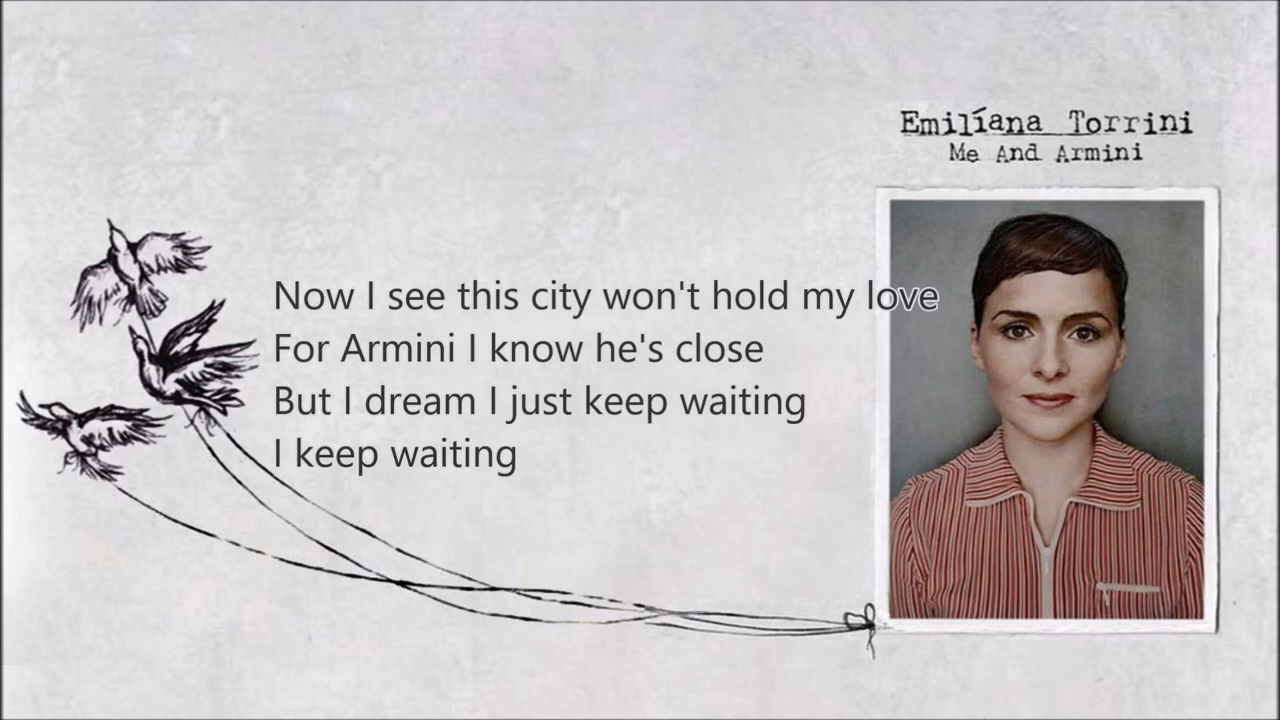 Emilíana Torrini
Me And Armini
Now I see this city won't hold my love
For Armini I know he's close
But I dream I just keep waiting
I keep waiting